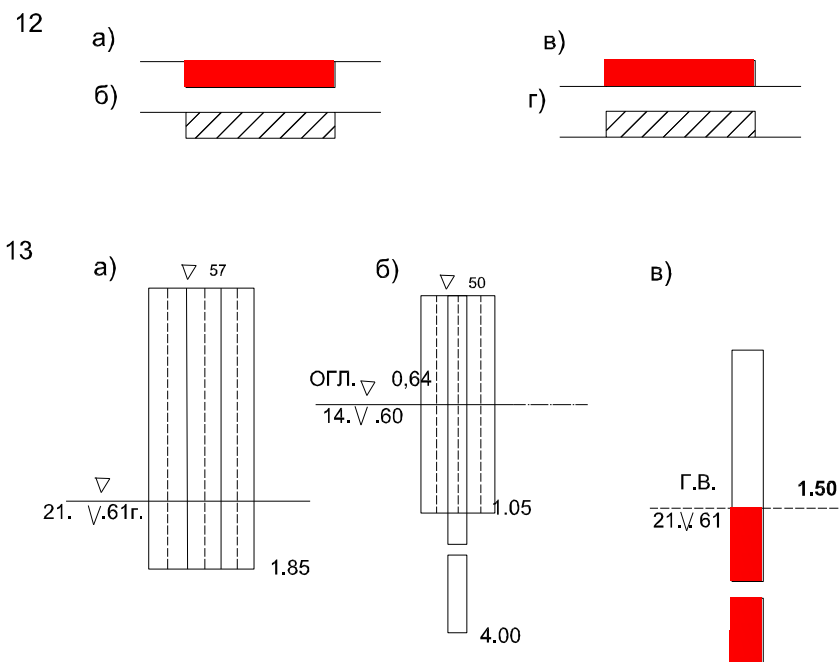 12
а)
в)
б)
г)
13
а)
57
б)
50
в)
ОГЛ. 0,64
14. V .60
Г.В. 1.50
21. V .61г.
1.05
21.V 61
1.85
4.00